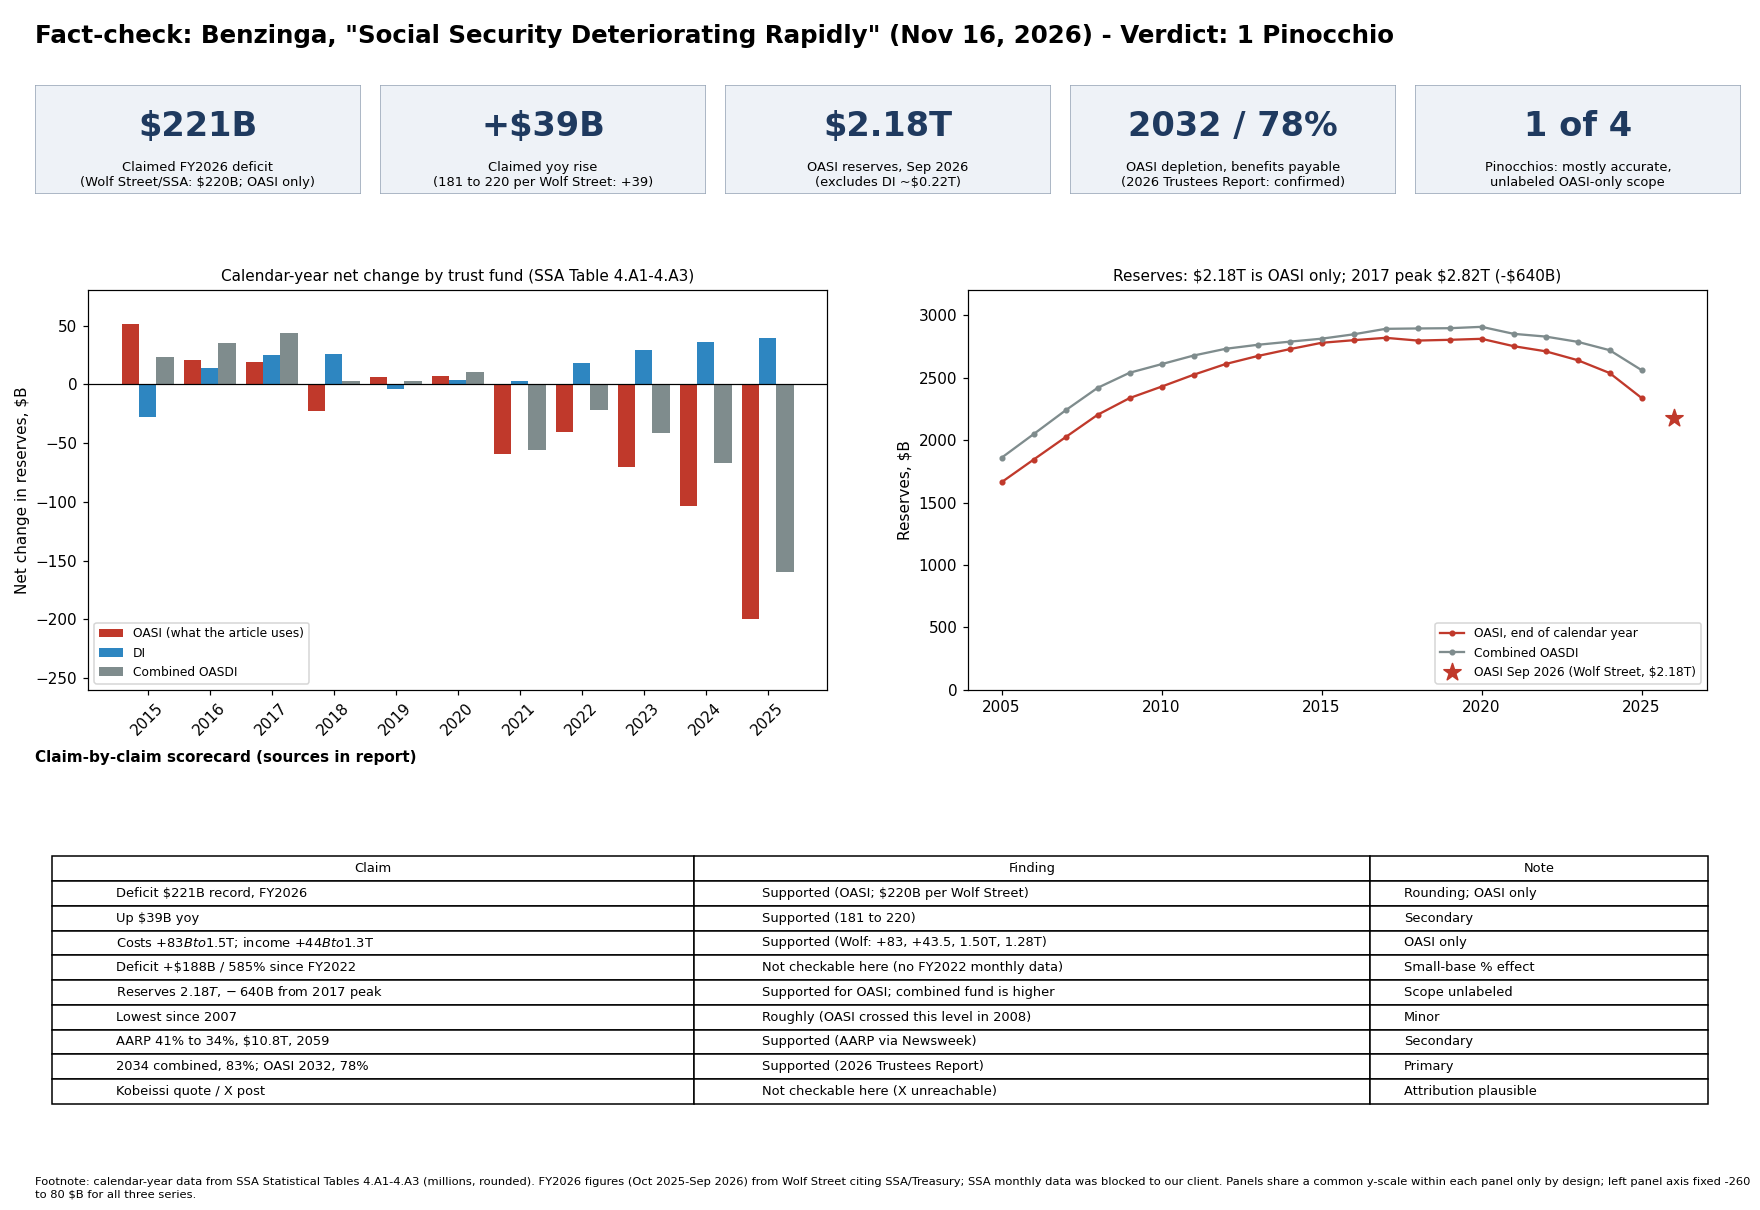 Fact-check: Benzinga, "Social Security Deteriorating Rapidly" (Nov 16, 2026) - Verdict: 1 Pinocchio
$221B
Claimed FY2026 deficit
(Wolf Street/SSA: $220B; OASI only)
+$39B
Claimed yoy rise
(181 to 220 per Wolf Street: +39)
$2.18T
OASI reserves, Sep 2026
(excludes DI ~$0.22T)
2032 / 78%
OASI depletion, benefits payable
(2026 Trustees Report: confirmed)
1 of 4
Pinocchios: mostly accurate,
unlabeled OASI-only scope
Calendar-year net change by trust fund (SSA Table 4.A1-4.A3)
Net change in reserves, $B
50
0
−50
−100
−150
−200
−250
OASI (what the article uses)
DI
Combined OASDI
2015
2016
2017
2018
2019
2020
2021
2022
2023
2024
2025
Reserves: $2.18T is OASI only; 2017 peak $2.82T (-$640B)
Reserves, $B
3000
2500
2000
1500
1000
500
0
OASI, end of calendar year
Combined OASDI
OASI Sep 2026 (Wolf Street, $2.18T)
2005
2010
2015
2020
2025
Claim-by-claim scorecard (sources in report)
Claim Finding Note
Deficit $221B record, FY2026 Supported (OASI; $220B per Wolf Street) Rounding; OASI only
Up $39B yoy Supported (181 to 220) Secondary
Costs +83Bto1.5T; income +44Bto1.3T Supported (Wolf: +83, +43.5, 1.50T, 1.28T) OASI only
Deficit +$188B / 585% since FY2022 Not checkable here (no FY2022 monthly data) Small-base % effect
Reserves 2.18T, −640B from 2017 peak Supported for OASI; combined fund is higher Scope unlabeled
Lowest since 2007 Roughly (OASI crossed this level in 2008) Minor
AARP 41% to 34%, $10.8T, 2059 Supported (AARP via Newsweek) Secondary
2034 combined, 83%; OASI 2032, 78% Supported (2026 Trustees Report) Primary
Kobeissi quote / X post Not checkable here (X unreachable) Attribution plausible
Footnote: calendar-year data from SSA Statistical Tables 4.A1-4.A3 (millions, rounded). FY2026 figures (Oct 2025-Sep 2026) from Wolf Street citing SSA/Treasury; SSA monthly data was blocked to our client. Panels share a common y-scale within each panel only by design; left panel axis fixed -260
to 80 $B for all three series.